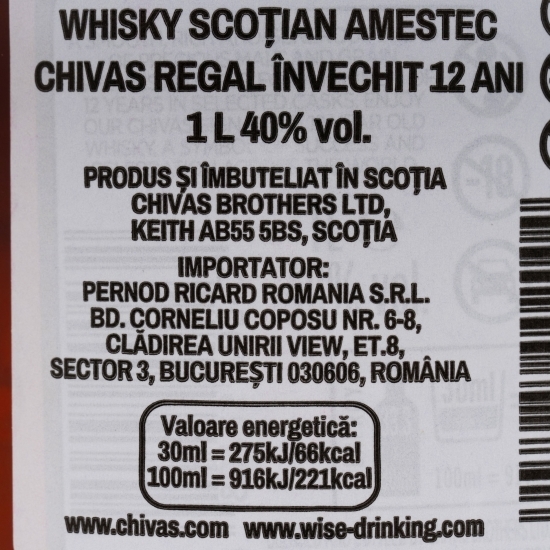 WHISKY SCOȚIAN AMESTEC
CHIVAS REGAL ÎNVECHIT 12 ANI
1 L 40% vol.
PRODUS ȘI ÎMBUTELIAT ÎN SCOȚIA
CHIVAS BROTHERS LTD,
KEITH AB55 5BS, SCOȚIA
IMPORTATOR:
PERNOD RICARD ROMANIA S.R.L.
BD. CORNELIU COPOSU NR. 6-8,
CLĂDIREA UNIRII VIEW, ET.8,
SECTOR 3, BUCUREȘTI 030606, ROMÂNIA
Valoare energetică:
30ml = 275kJ/66kcal
100ml = 916kJ/221kcal
www.chivas.com www.wise-drinking.com